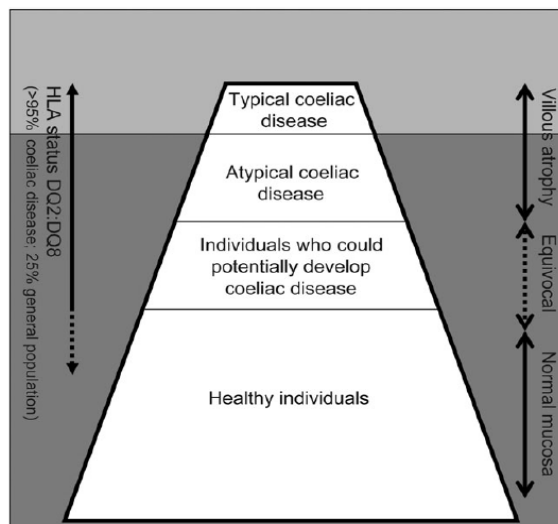 Typical coeliac
disease
Atypical coeliac
disease
Individuals who could
potentially develop
coeliac disease
Healthy individuals
HLA status DQ2:DQ8
(>95% coeliac disease; 25% general population)
Villous atrophy
Equivocal
Normal mucosa